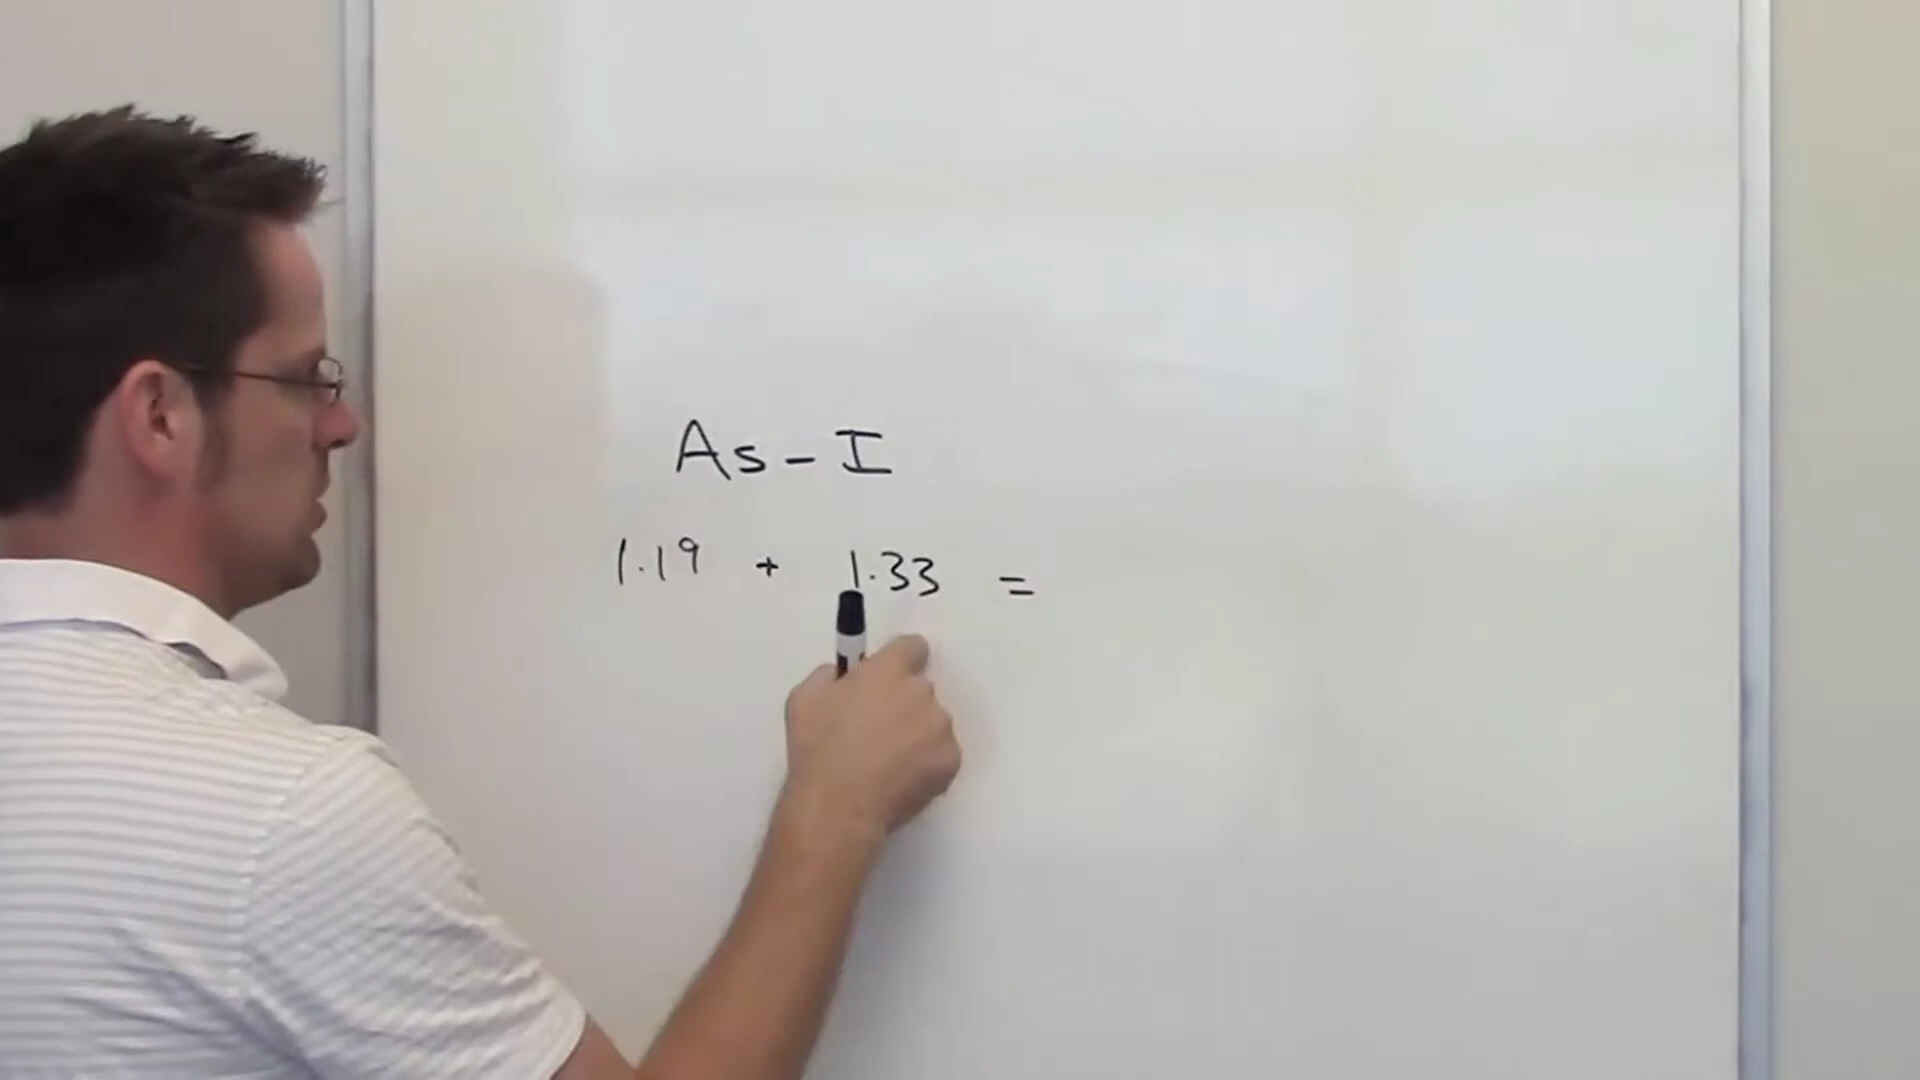 As - I
1.19 + 1.33 =